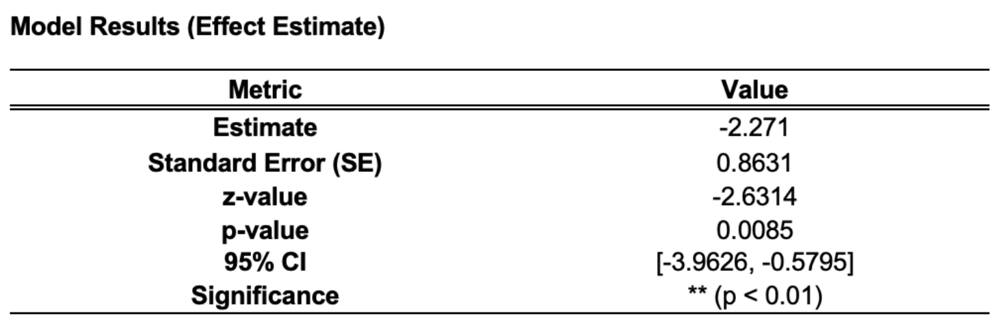 Model Results (Effect Estimate)
Metric Value
Estimate -2.271
Standard Error (SE) 0.8631
z-value -2.6314
p-value 0.0085
95% CI [-3.9626, -0.5795]
Significance ** (p < 0.01)